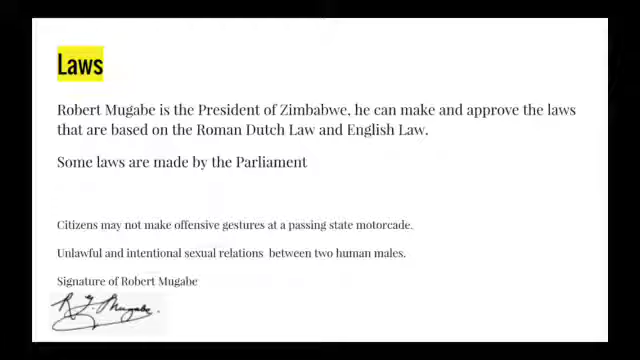 Laws
Robert Mugabe is the President of Zimbabwe, he can make and approve the laws
that are based on the Roman Dutch Law and English Law.
Some laws are made by the Parliament
Citizens may not make offensive gestures at a passing state motorcade.
Unlawful and intentional sexual relations between two human males.
Signature of Robert Mugabe
R G Mugabe.